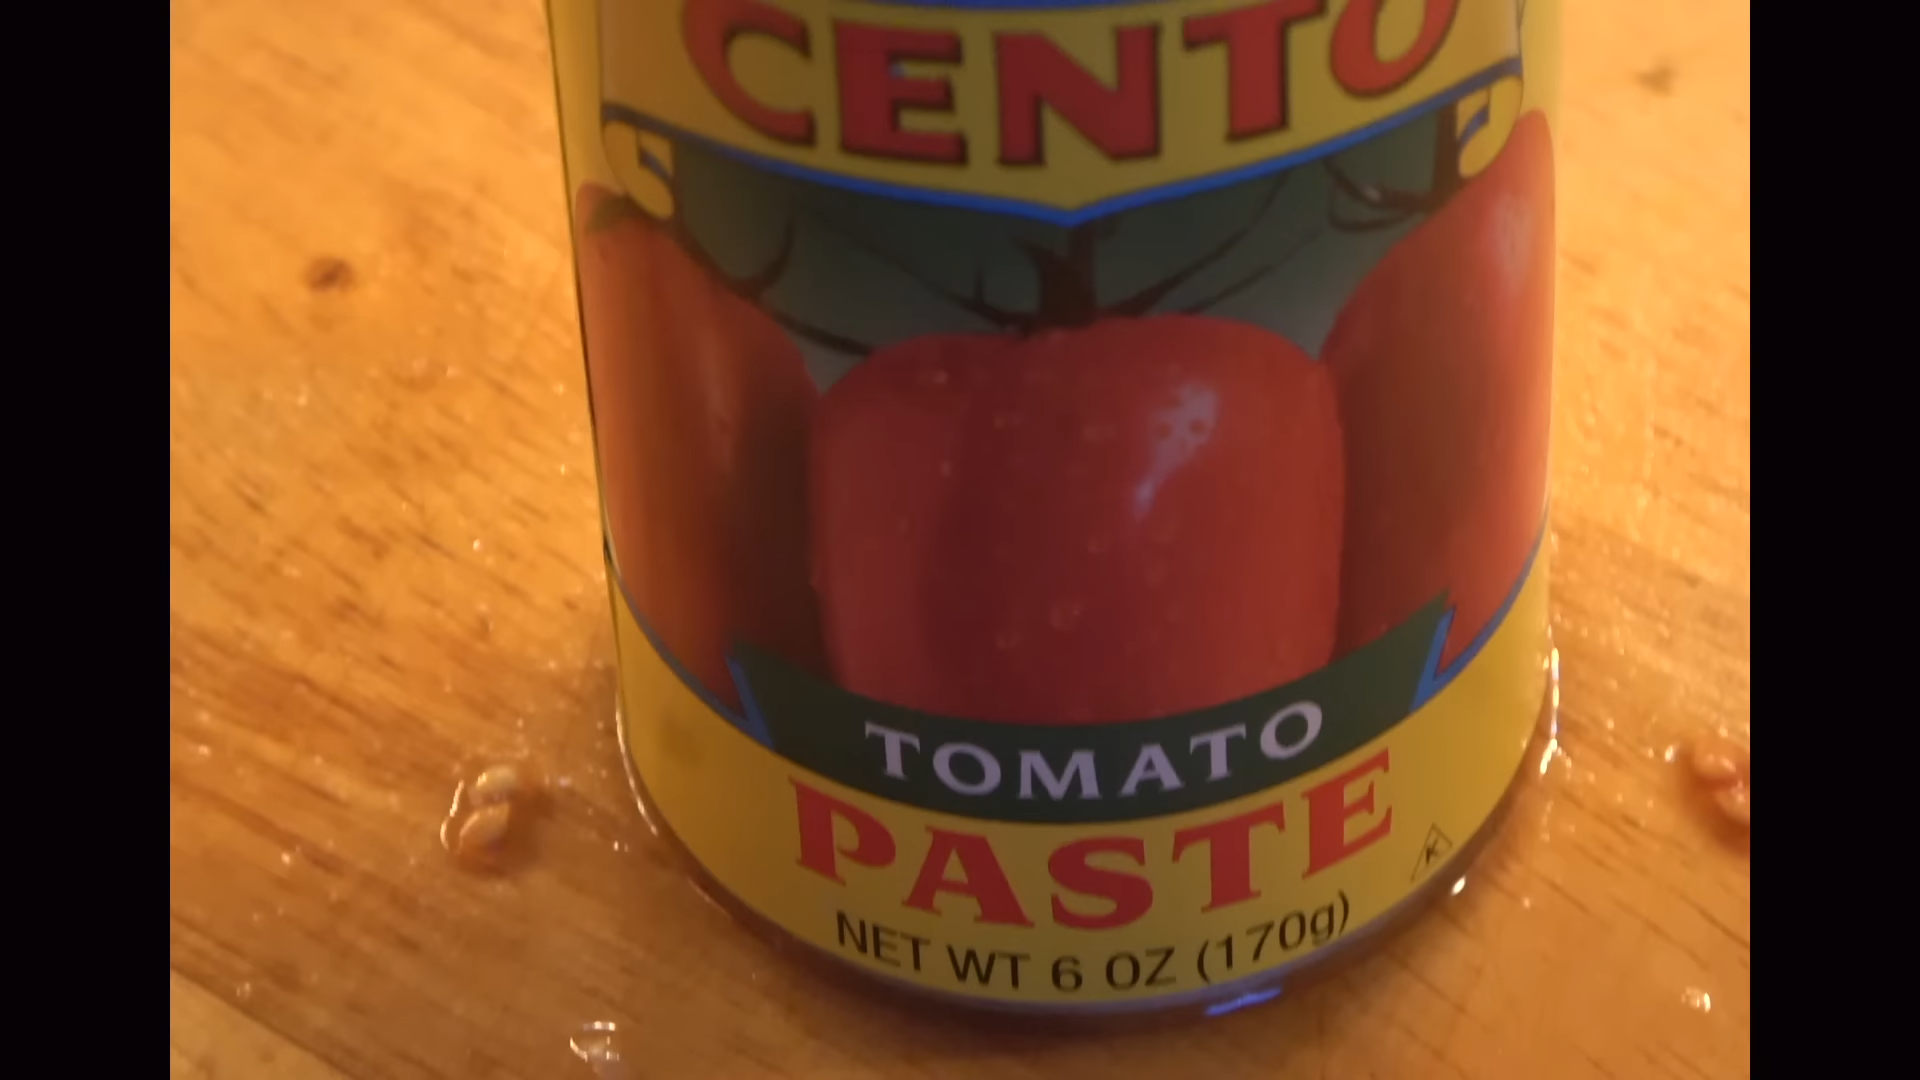 CENTO
TOMATO
PASTE
K
NET WT 6 OZ (170g)